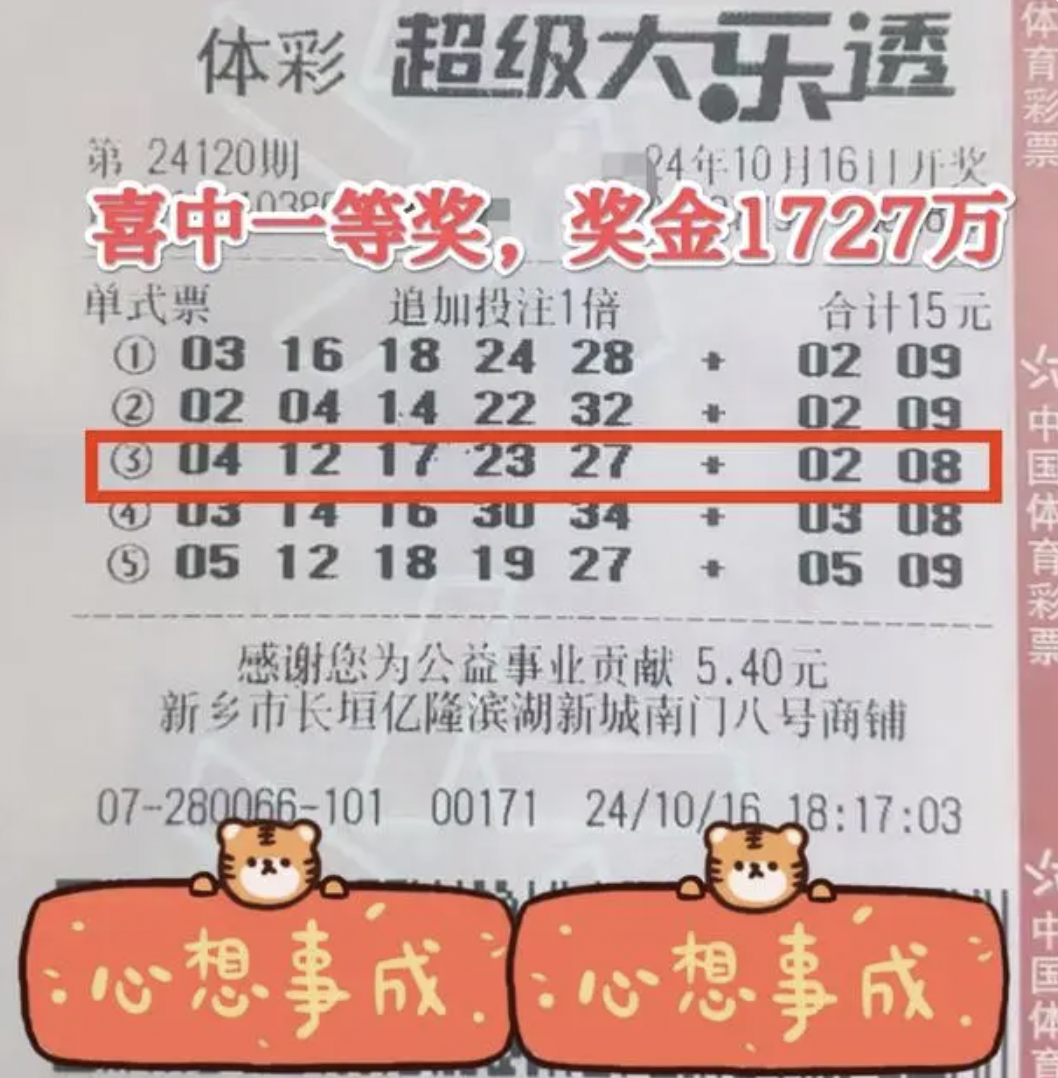 体彩 超级大乐透
第 24120期 24年10月16日开奖
喜中一等奖，奖金1727万
单式票 追加投注1倍 合计15元
① 03 16 18 24 28 + 02 09
② 02 04 14 22 32 + 02 09
③ 04 12 17 23 27 + 02 08
④ 03 14 16 30 34 + 03 08
⑤ 05 12 18 19 27 + 05 09
感谢您为公益事业贡献 5.40元
新乡市长垣亿隆滨湖新城南门八号商铺
07-280066-101 00171 24/10/16 18:17:03
心想事成 心想事成
体育彩票
中国体育彩票
中国体育